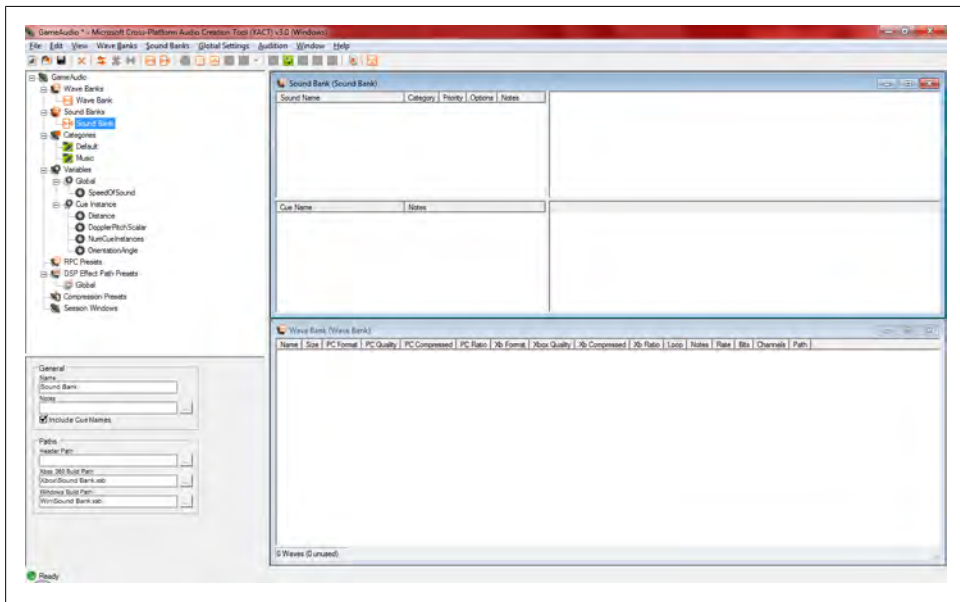 GameAudio * - Microsoft Cross-Platform Audio Creation Tool (XACT) v3.0 (Windows)
File Edit View Wave Banks Sound Banks Global Settings Audition Window Help
GameAudio
Wave Banks
Wave Bank
Sound Banks
Sound Bank
Categories
Default
Music
Variables
Global
SpeedOfSound
Cue Instance
Distance
DopplerPitchScalar
NumCueInstances
OrientationAngle
RPC Presets
DSP Effect Path Presets
Global
Compression Presets
Session Windows
General
Name
Sound Bank
Notes
...
Include Cue Names
Paths
Header Path
...
Xbox 360 Build Path
Xbox\Sound Bank.xsb
...
Windows Build Path
Win\Sound Bank.xsb
...
Sound Bank (Sound Bank)
Sound Name Category Priority Options Notes
Cue Name Notes
Wave Bank (Wave Bank)
Name Size PC Format PC Quality PC Compressed PC Ratio Xb Format Xbox Quality Xb Compressed Xb Ratio Loop Notes Rate Bits Channels Path
0 Waves (0 unused)
Ready